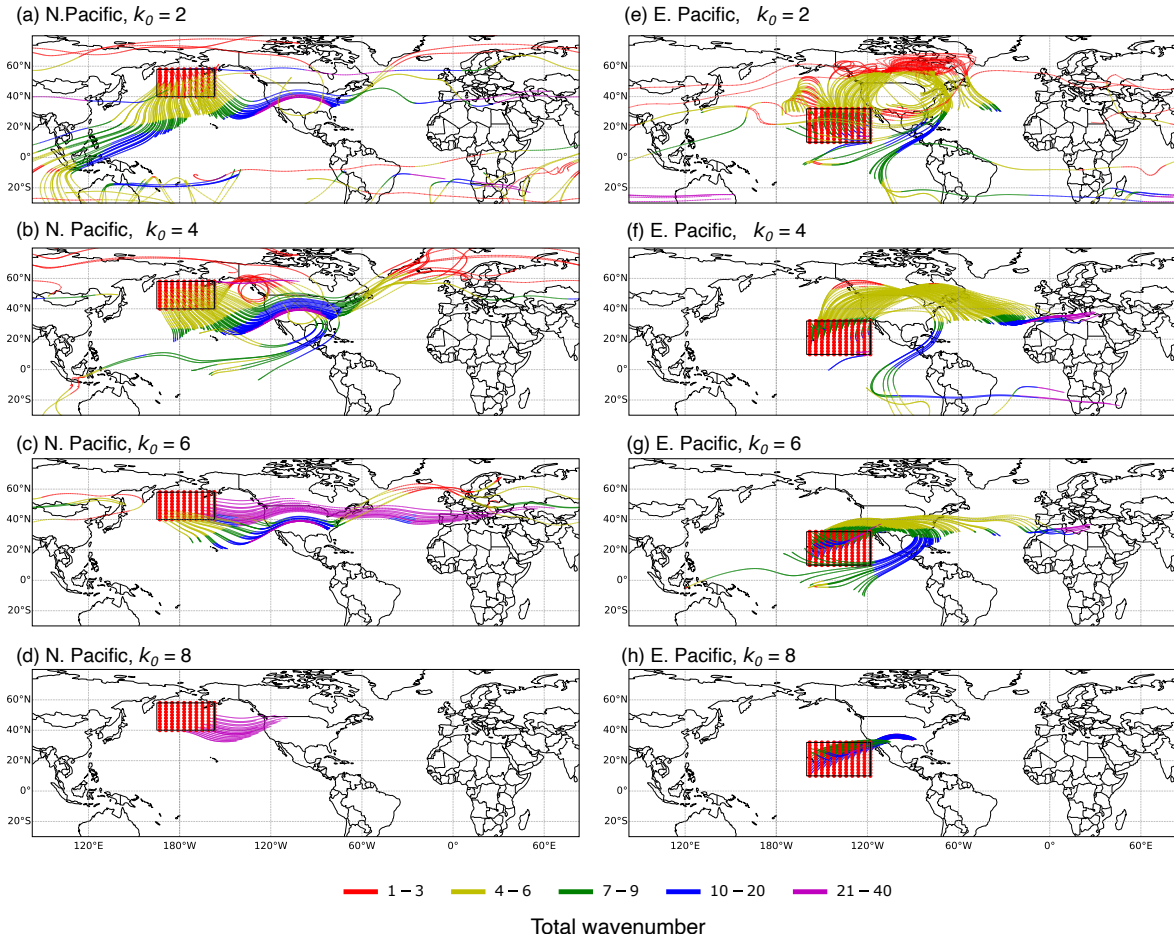 (a) N.Pacific, k0 = 2
60°N
40°N
20°N
0°
20°S
(b) N. Pacific, k0 = 4
60°N
40°N
20°N
0°
20°S
(c) N. Pacific, k0 = 6
60°N
40°N
20°N
0°
20°S
(d) N. Pacific, k0 = 8
60°N
40°N
20°N
0°
20°S
120°E 180°W 120°W 60°W 0° 60°E
(e) E. Pacific, k0 = 2
60°N
40°N
20°N
0°
20°S
(f) E. Pacific, k0 = 4
60°N
40°N
20°N
0°
20°S
(g) E. Pacific, k0 = 6
60°N
40°N
20°N
0°
20°S
(h) E. Pacific, k0 = 8
60°N
40°N
20°N
0°
20°S
120°E 180°W 120°W 60°W 0° 60°E
1−3 4−6 7−9 10−20 21−40
Total wavenumber